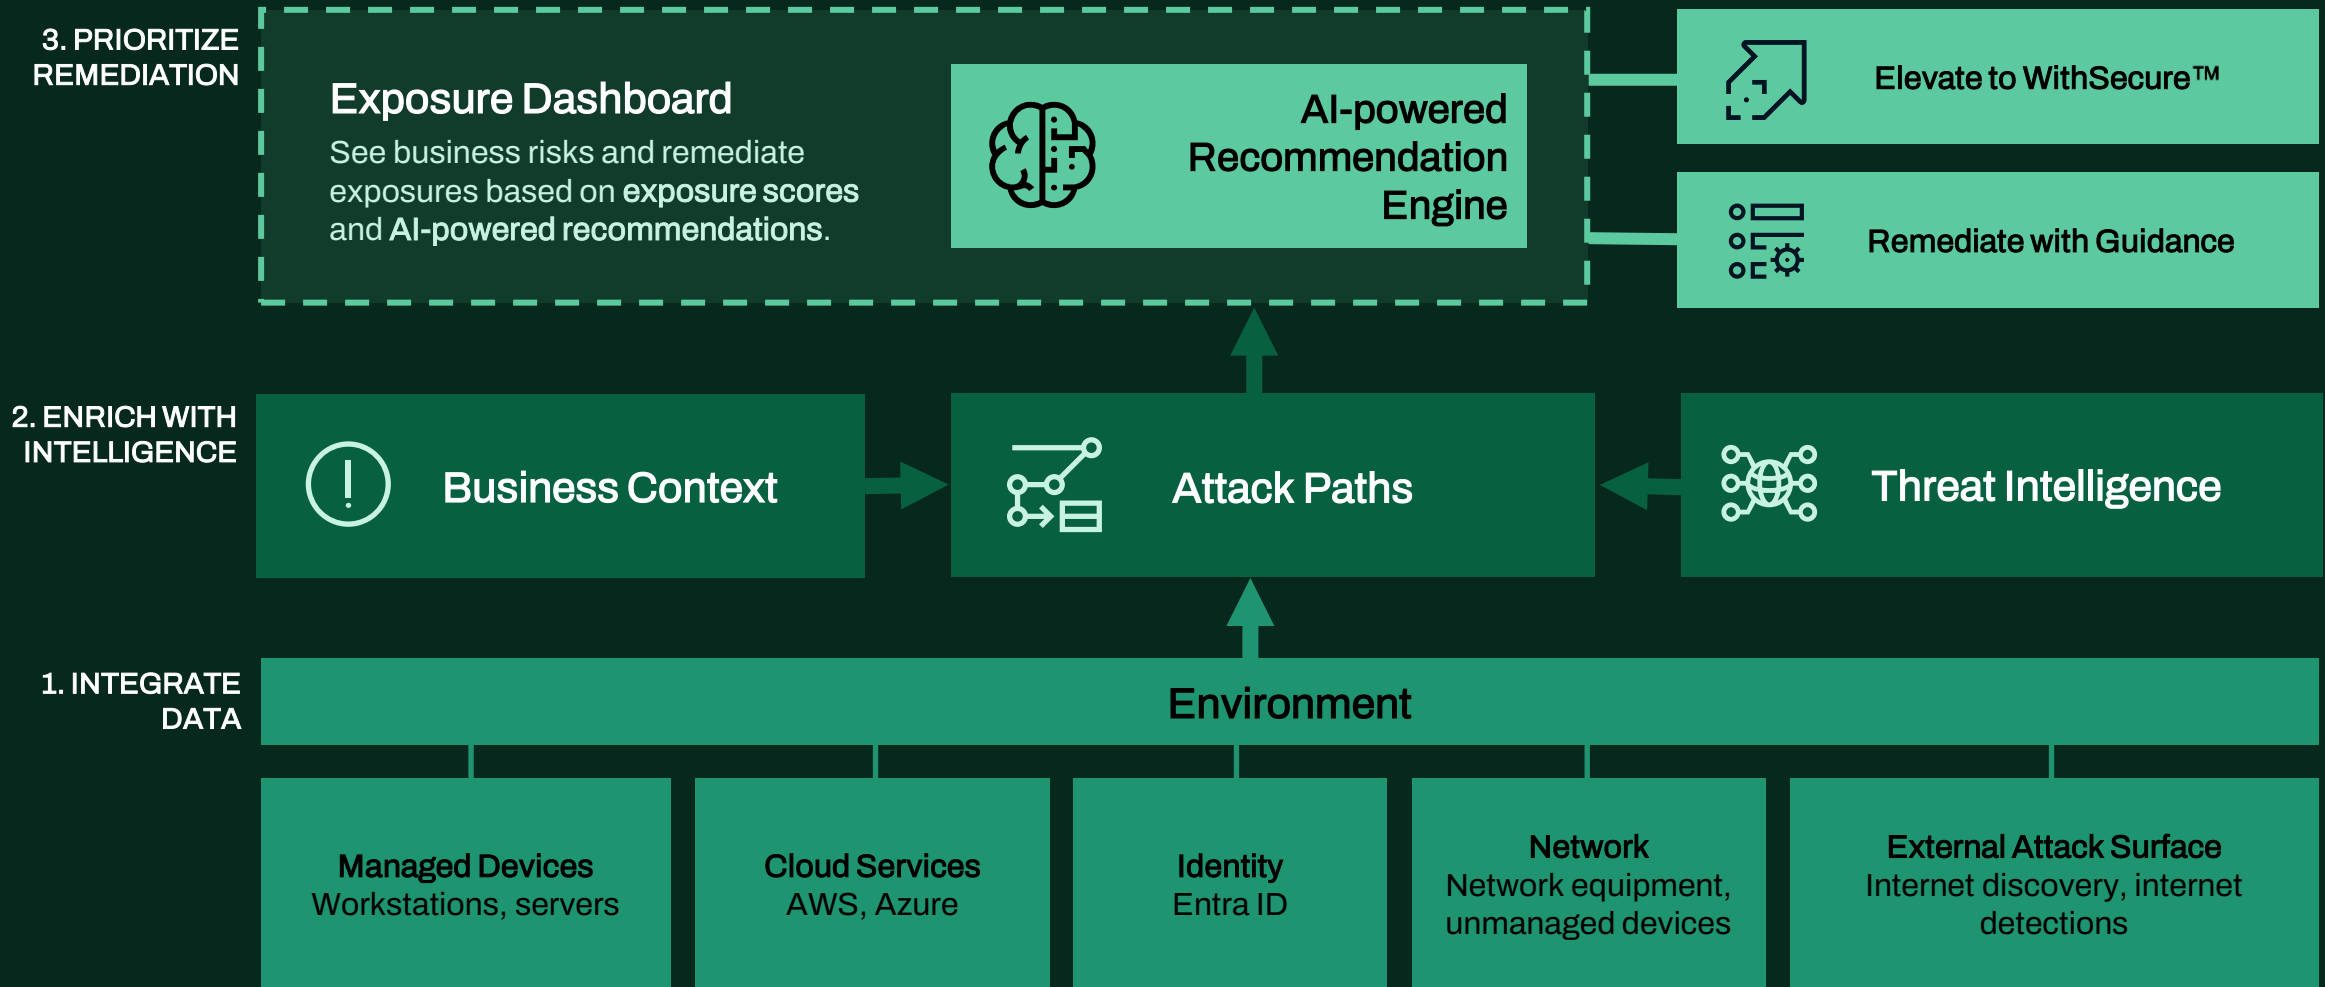 3. PRIORITIZE
REMEDIATION
Exposure Dashboard
See business risks and remediate
exposures based on exposure scores
and AI-powered recommendations.
AI-powered
Recommendation
Engine
Elevate to WithSecure™
Remediate with Guidance
2. ENRICH WITH
INTELLIGENCE
Business Context
Attack Paths
Threat Intelligence
1. INTEGRATE
DATA
Environment
Managed Devices
Workstations, servers
Cloud Services
AWS, Azure
Identity
Entra ID
Network
Network equipment,
unmanaged devices
External Attack Surface
Internet discovery, internet
detections